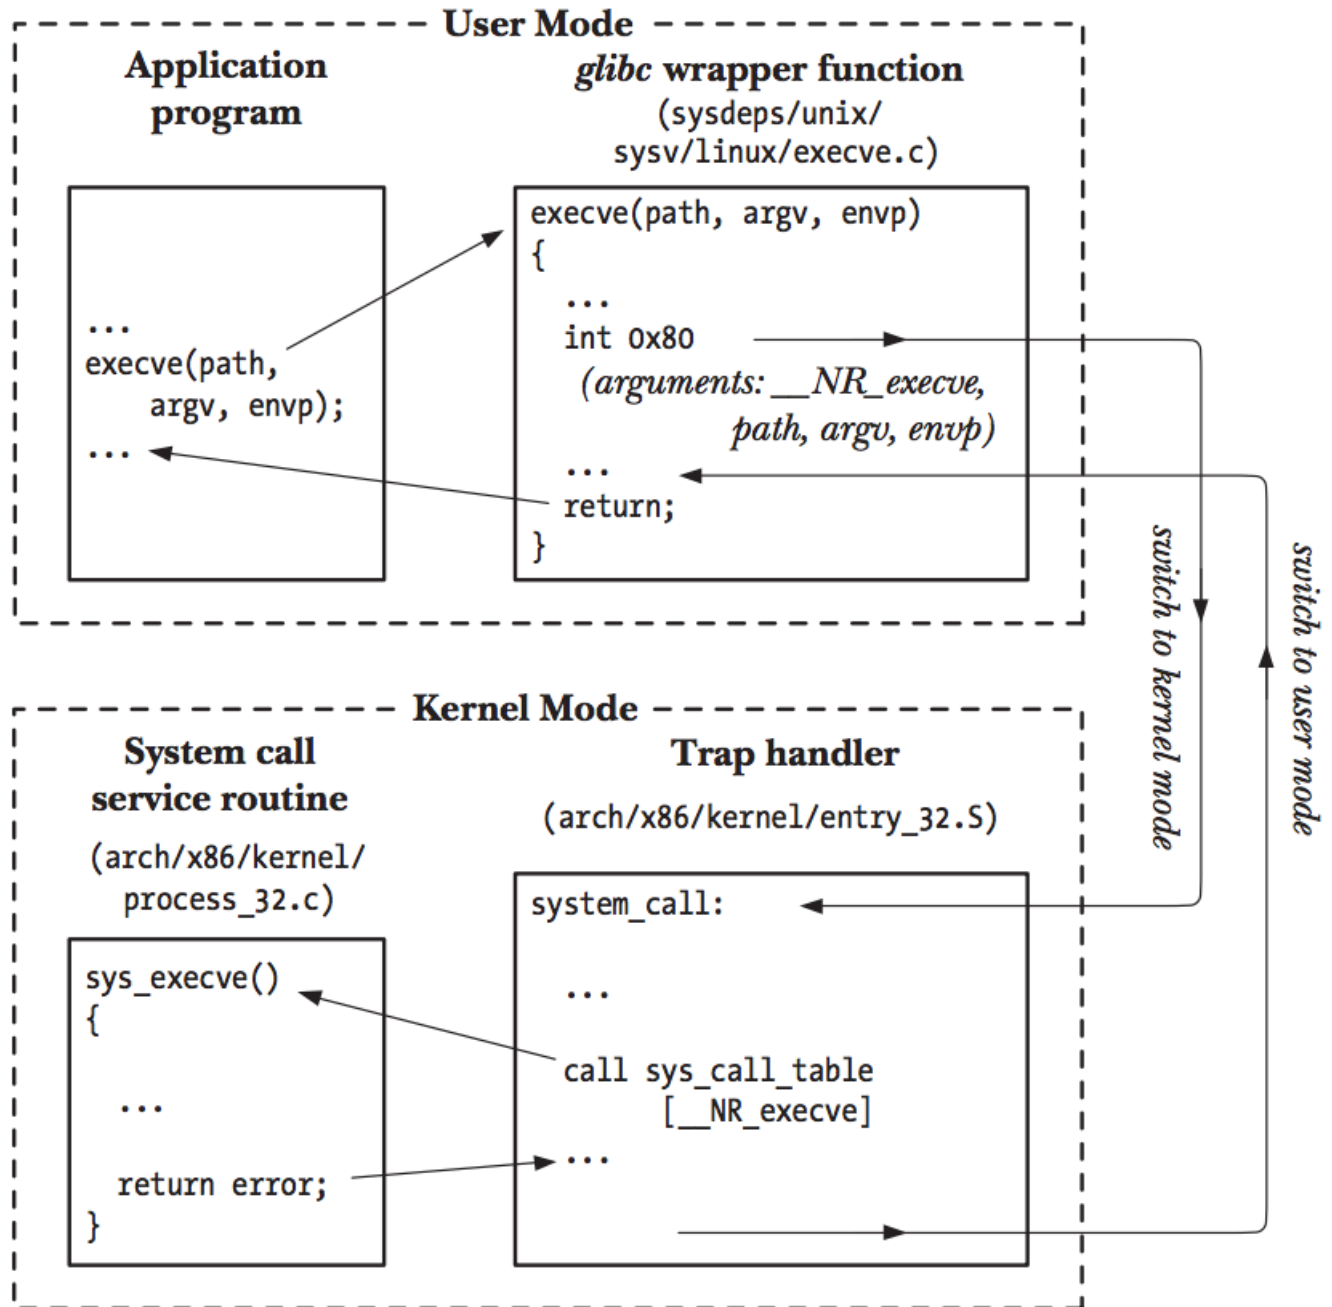 User Mode
Application
program
glibc wrapper function
(sysdeps/unix/
sysv/linux/execve.c)
...
execve(path,
argv, envp);
...
execve(path, argv, envp)
{
...
int 0x80
(arguments: __NR_execve,
path, argv, envp)
...
return;
}
switch to kernel mode
switch to user mode
Kernel Mode
System call
service routine
(arch/x86/kernel/
process_32.c)
sys_execve()
{
...
return error;
}
Trap handler
(arch/x86/kernel/entry_32.S)
system_call:
...
call sys_call_table
[__NR_execve]
...